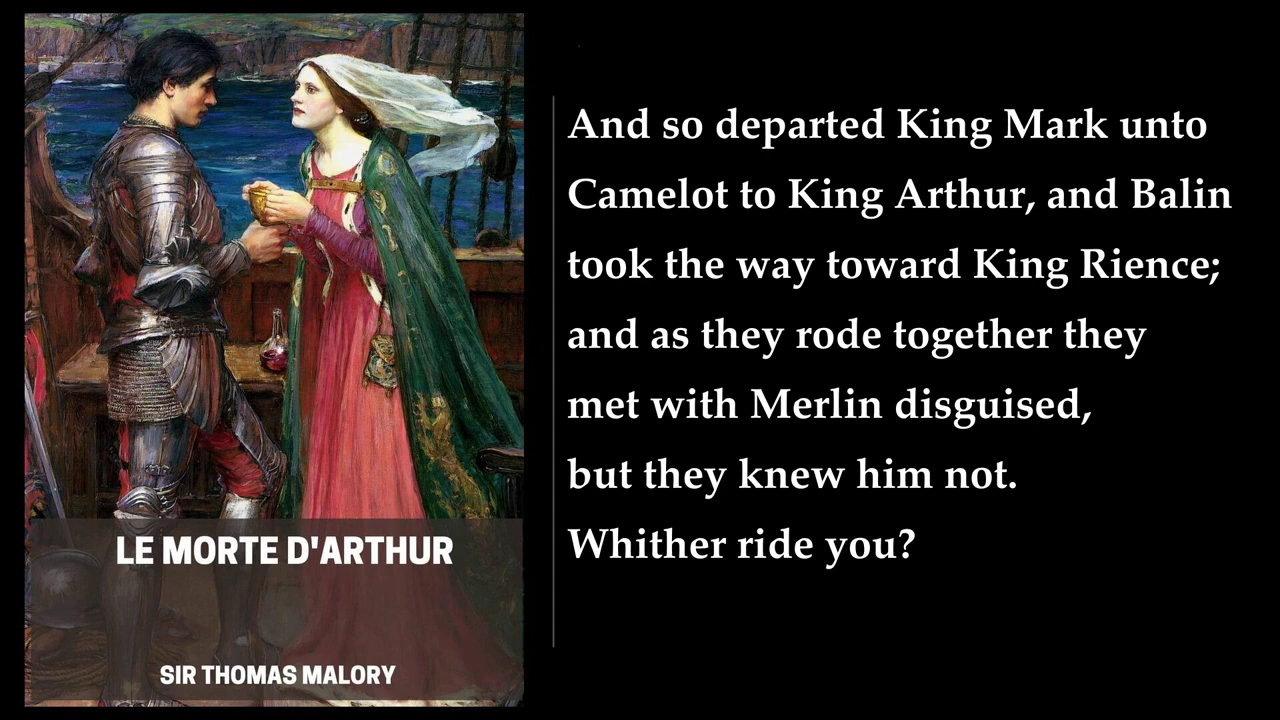 LE MORTE D'ARTHUR
SIR THOMAS MALORY
And so departed King Mark unto
Camelot to King Arthur, and Balin
took the way toward King Rience;
and as they rode together they
met with Merlin disguised,
but they knew him not.
Whither ride you?